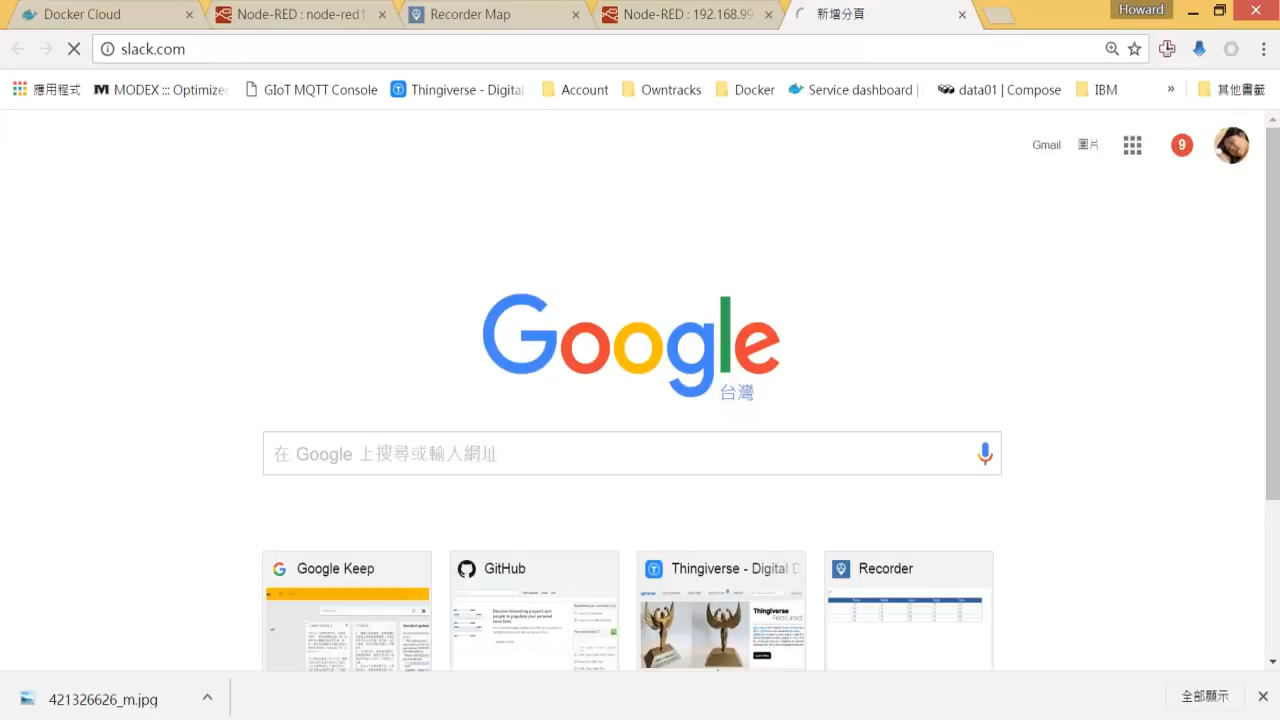 Docker Cloud
Node-RED : node-red1
Recorder Map
Node-RED : 192.168.99
新增分頁
Howard
slack.com
應用程式
MODEX ::: Optimizer
GIoT MQTT Console
Thingiverse - Digital
Account
Owntracks
Docker
Service dashboard |
data01 | Compose
IBM
»
其他書籤
Gmail
圖片
9
Google
台灣
在 Google 上搜尋或輸入網址
Google Keep
GitHub
Thingiverse - Digital D
Recorder
Thingiverse
Featured
421326626_m.jpg
全部顯示